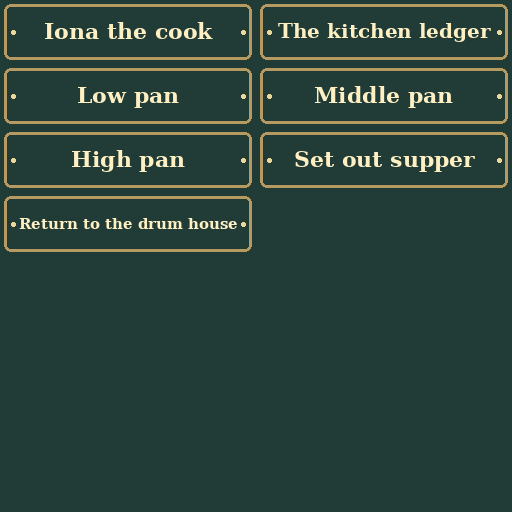 Iona the cook
The kitchen ledger
Low pan
Middle pan
High pan
Set out supper
Return to the drum house